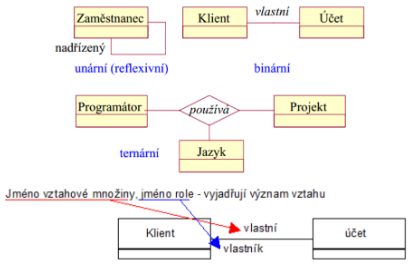 Zaměstnanec
nadřízený
unární (reflexivní)
Klient vlastní Účet
binární
Programátor používá Projekt
ternární
Jazyk
Jméno vztahové množiny, jméno role - vyjadřují význam vztahu
Klient vlastní účet
vlastník